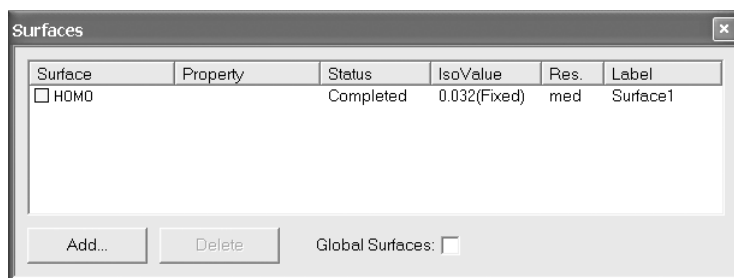 Surfaces
Surface Property Status IsoValue Res. Label
HOMO Completed 0.032(Fixed) med Surface1
Add... Delete Global Surfaces: